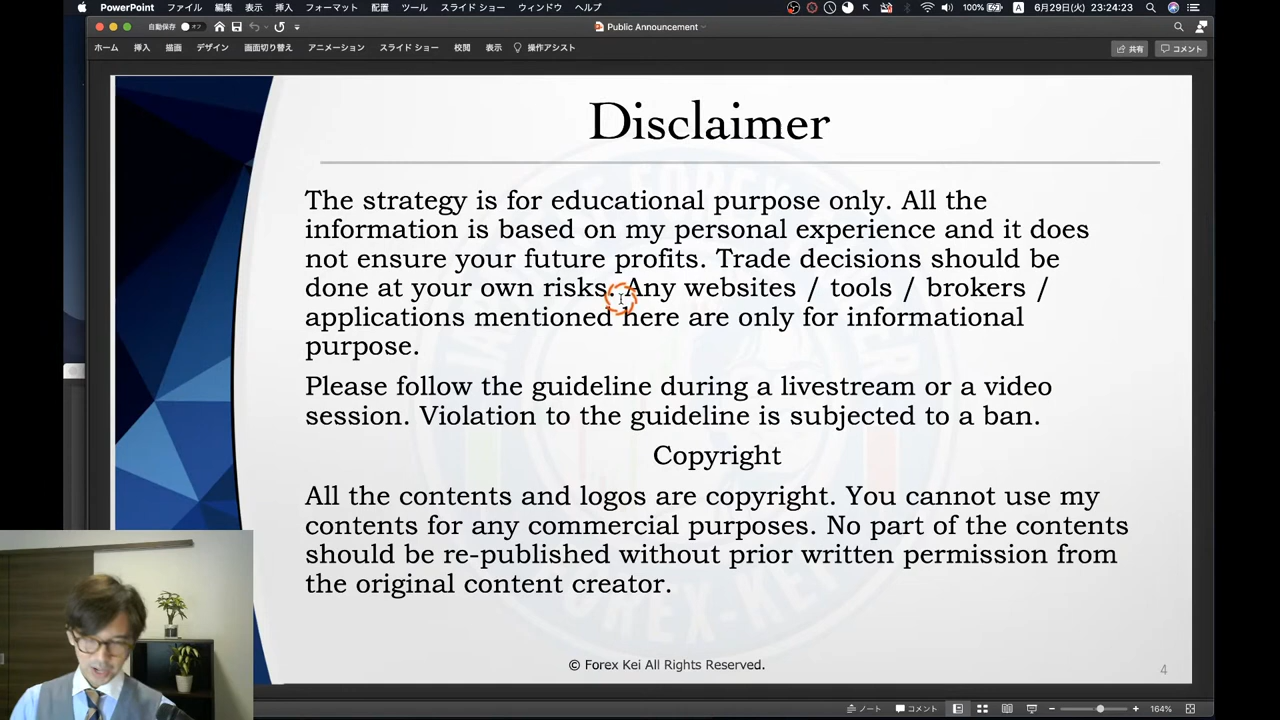 PowerPoint ファイル 編集 表示 挿入 フォーマット 配置 ツール スライド ショー ウィンドウ ヘルプ 100% A 6月29日(火) 23:24:23
自動保存 オフ Public Announcement
ホーム 挿入 描画 デザイン 画面切り替え アニメーション スライド ショー 校閲 表示 操作アシスト 共有 コメント
Disclaimer
The strategy is for educational purpose only. All the
information is based on my personal experience and it does
not ensure your future profits. Trade decisions should be
done at your own risks. Any websites / tools / brokers /
applications mentioned here are only for informational
purpose.
Please follow the guideline during a livestream or a video
session. Violation to the guideline is subjected to a ban.
Copyright
All the contents and logos are copyright. You cannot use my
contents for any commercial purposes. No part of the contents
should be re-published without prior written permission from
the original content creator.
© Forex Kei All Rights Reserved.
4
ノート コメント 164%